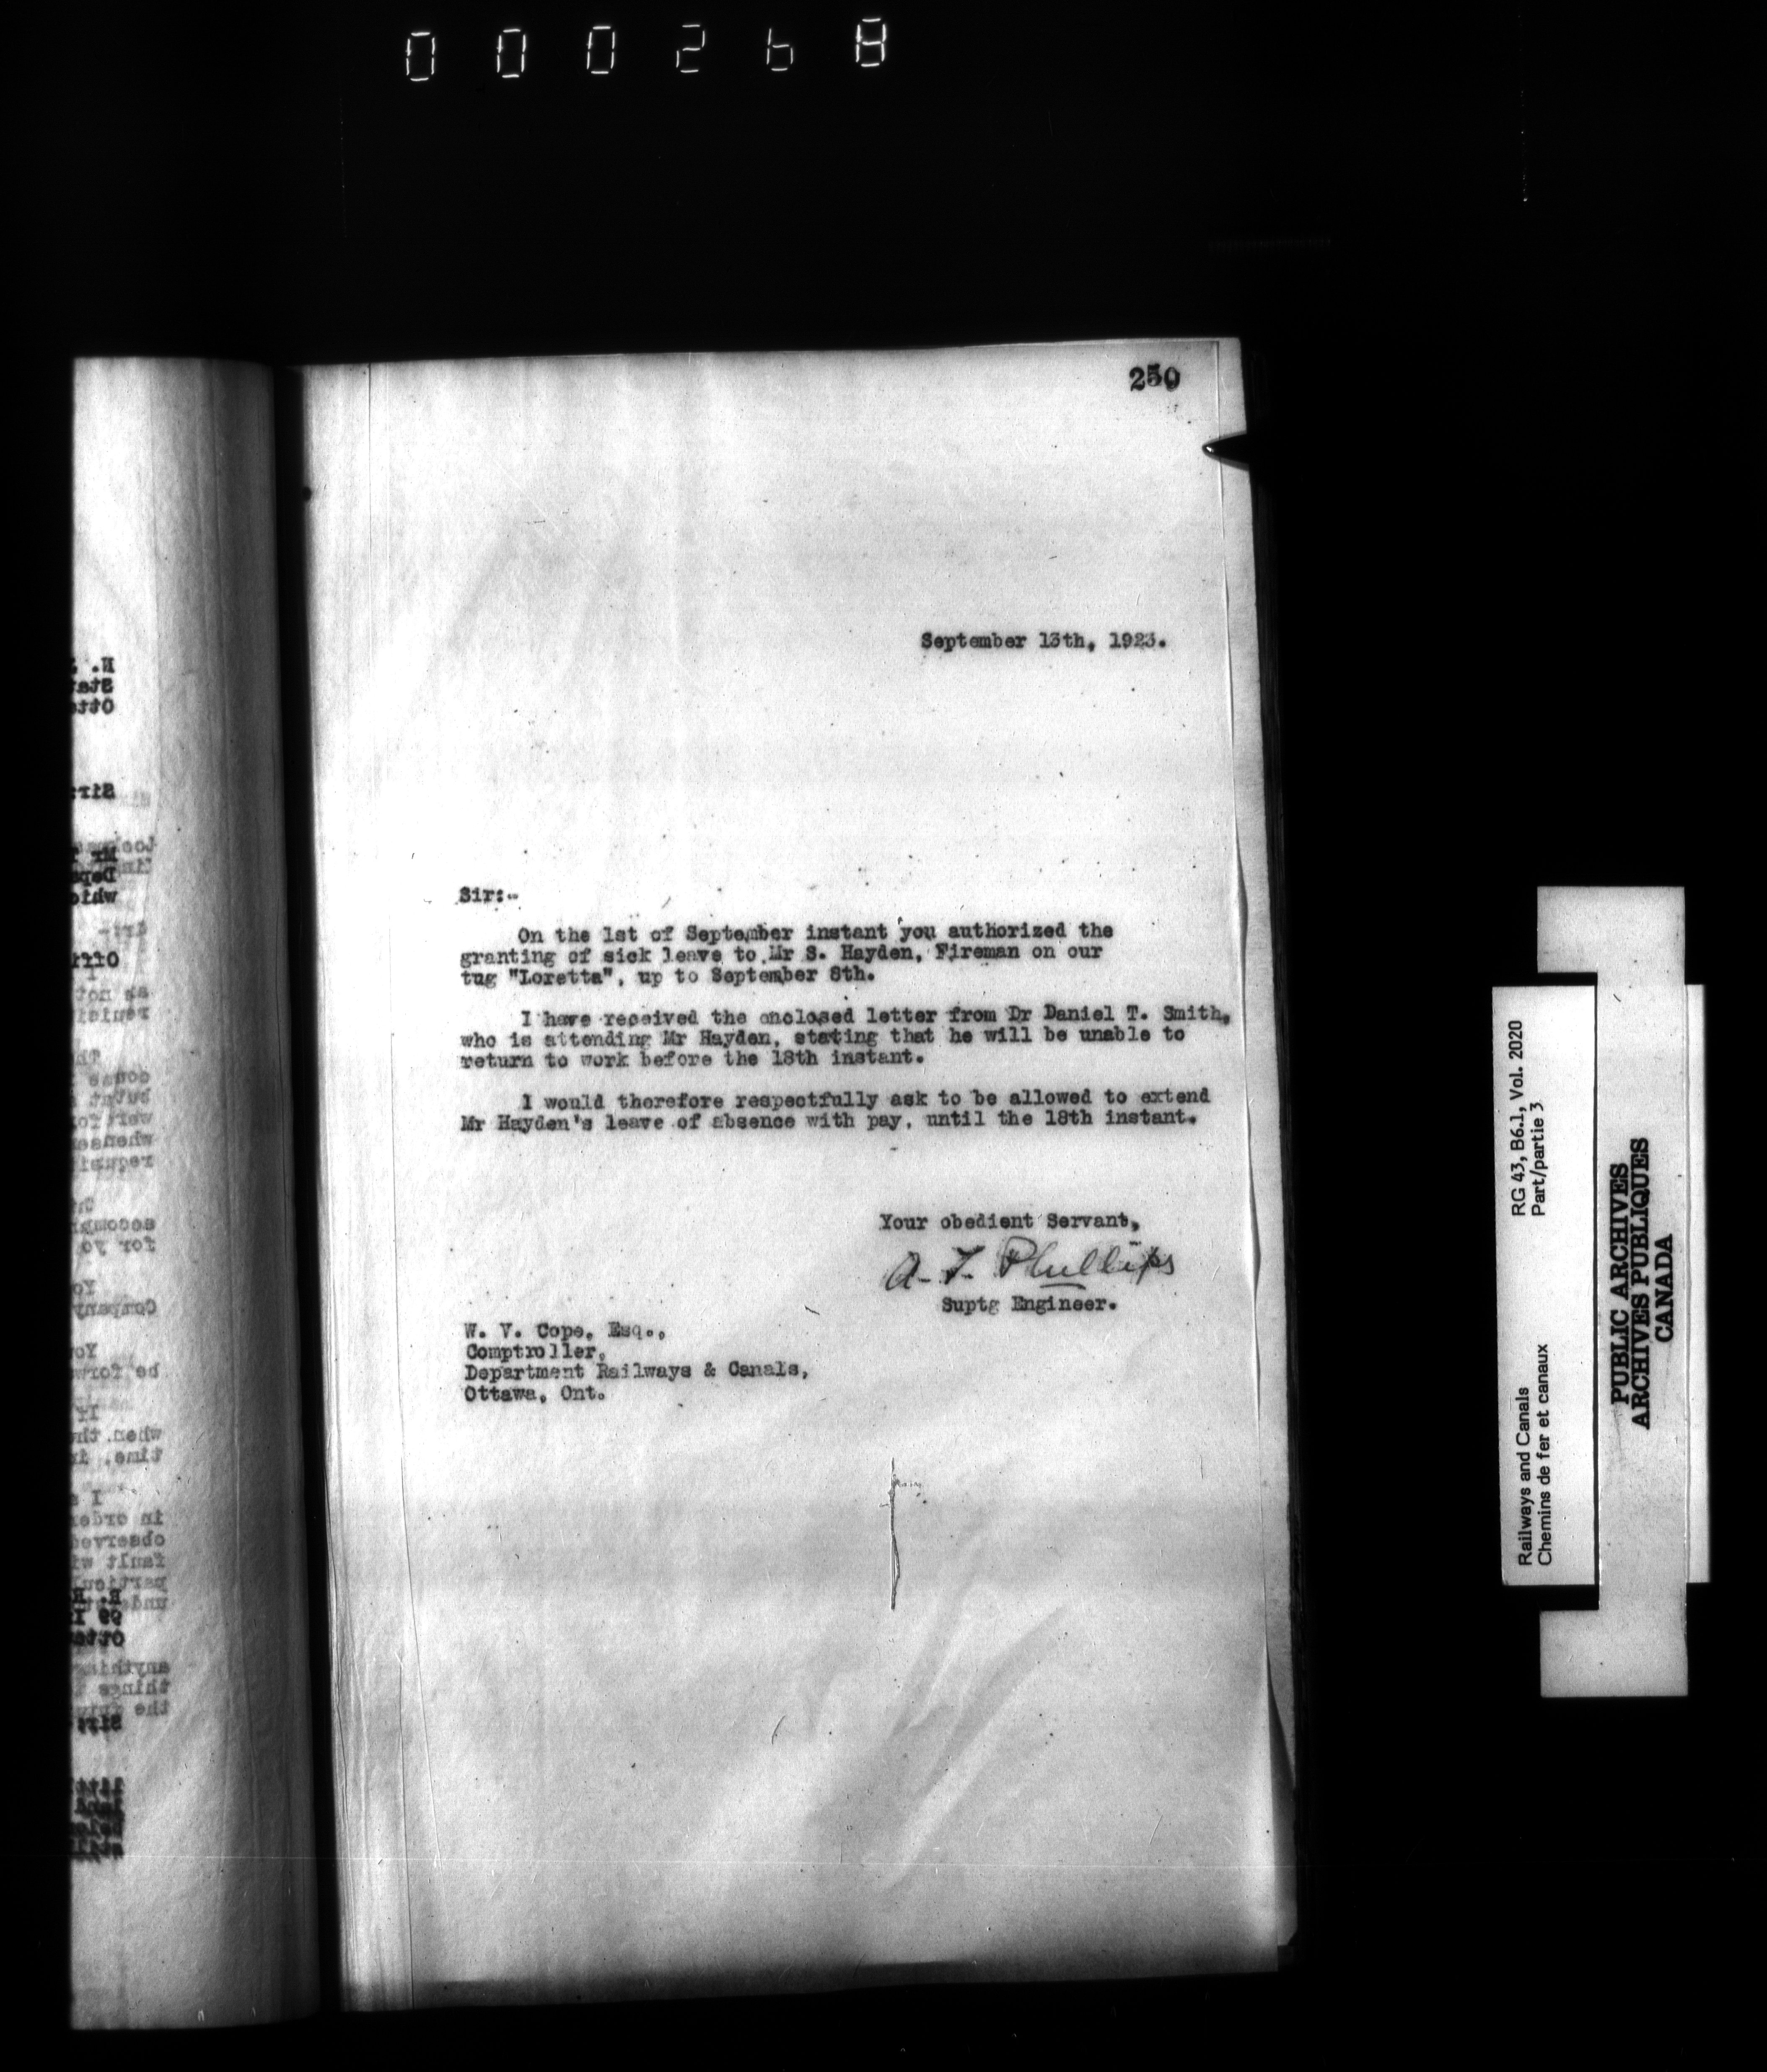 000268
250
September 13th, 1923.
Sir:-
On the 1st of September instant you authorized the
granting of sick leave to Mr S. Hayden, Fireman on our
tug "Loretta", up to September 8th.
I have received the enclosed letter from Dr Daniel T. Smith,
who is attending Mr Hayden, stating that he will be unable to
return to work before the 18th instant.
I would therefore respectfully ask to be allowed to extend
Mr Hayden's leave of absence with pay, until the 18th instant.
Your obedient Servant,
A. T. Phillips
Suptg Engineer.
W. V. Cope, Esq.,
Comptroller,
Department Railways & Canals,
Ottawa, Ont.
Railways and Canals
Chemins de fer et canaux
RG 43, B6.1, Vol. 2020
Part/partie 3
PUBLIC ARCHIVES
ARCHIVES PUBLIQUES
CANADA